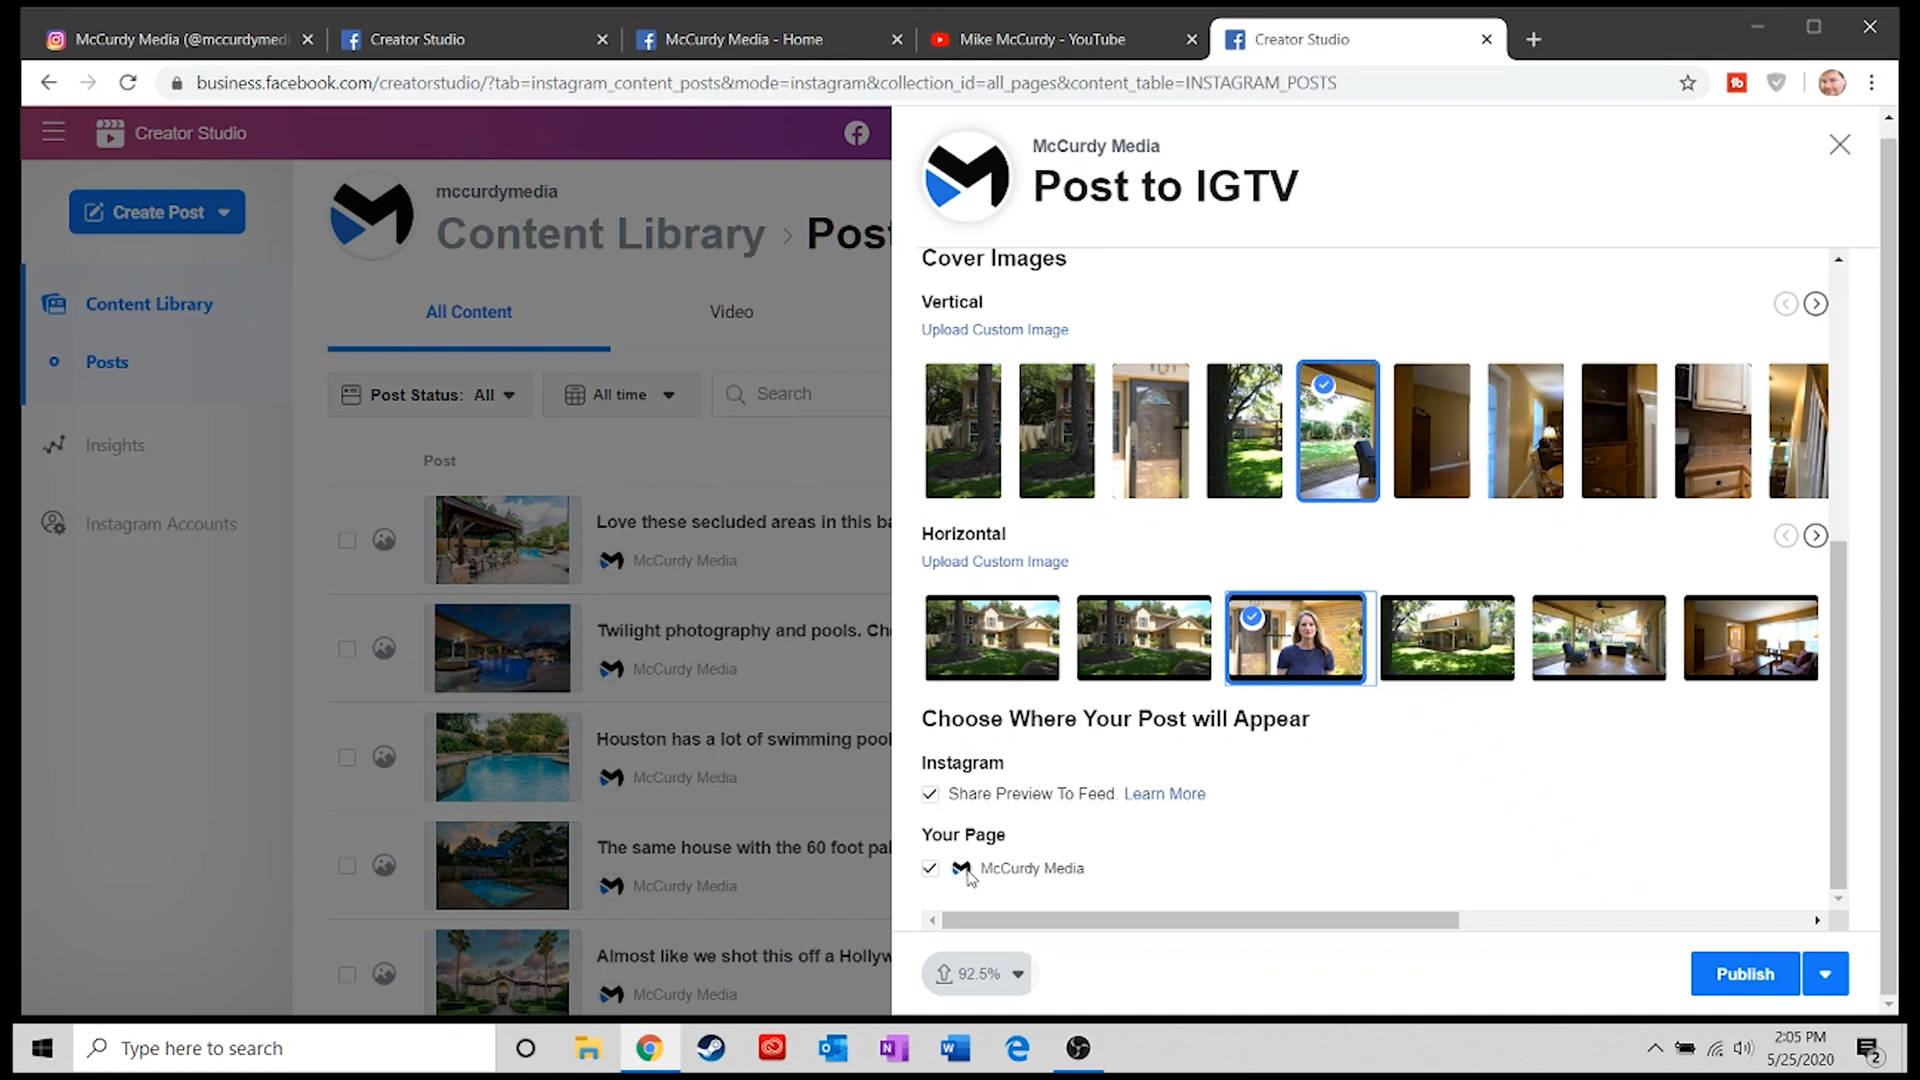 McCurdy Media (@mccurdymedi
Creator Studio
McCurdy Media - Home
Mike McCurdy - YouTube
Creator Studio
business.facebook.com/creatorstudio/?tab=instagram_content_posts&mode=instagram&collection_id=all_pages&content_table=INSTAGRAM_POSTS
Creator Studio
Create Post
Content Library
Posts
Insights
Instagram Accounts
mccurdymedia
Content Library > Post
All Content
Video
Post Status: All
All time
Search
Post
Love these secluded areas in this ba
McCurdy Media
Twilight photography and pools. Ch
McCurdy Media
Houston has a lot of swimming pool
McCurdy Media
The same house with the 60 foot pal
McCurdy Media
Almost like we shot this off a Hollyw
McCurdy Media
McCurdy Media
Post to IGTV
Cover Images
Vertical
Upload Custom Image
Horizontal
Upload Custom Image
Choose Where Your Post will Appear
Instagram
Share Preview To Feed. Learn More
Your Page
McCurdy Media
92.5%
Publish
Type here to search
2:05 PM
5/25/2020
2